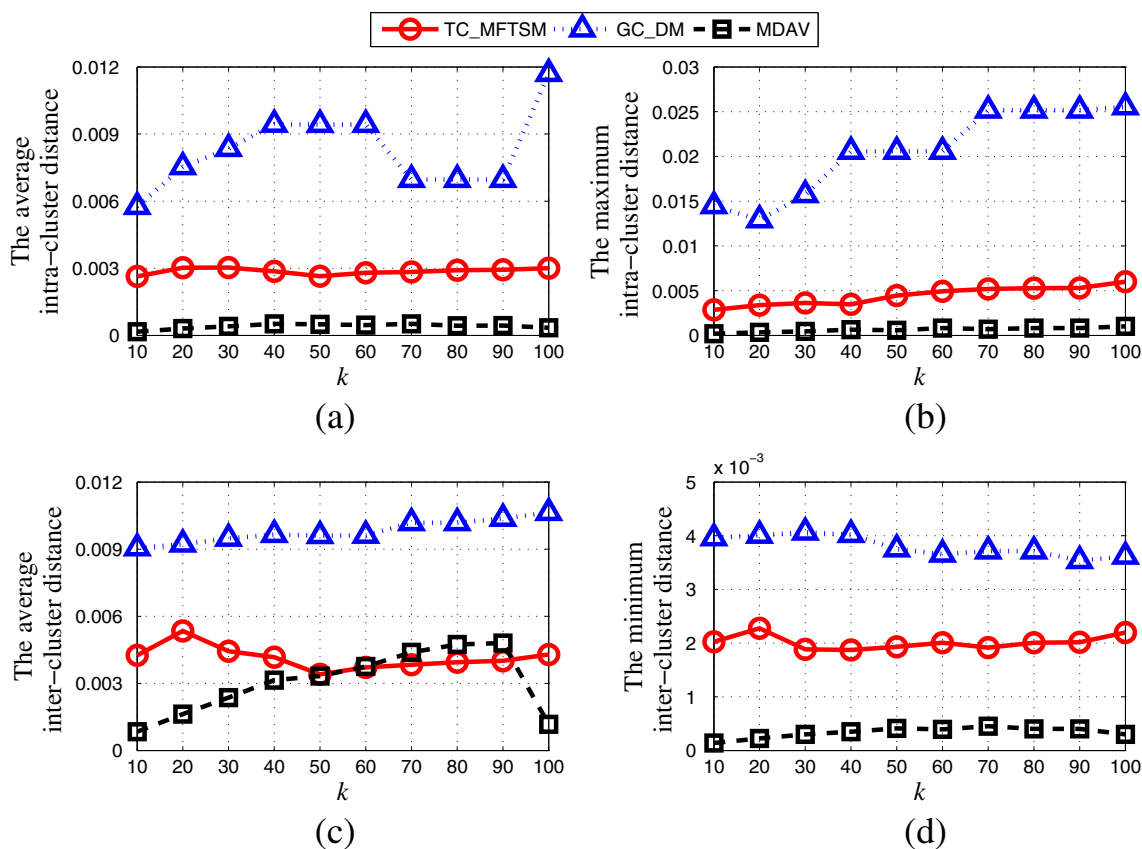 TC_MFTSM GC_DM MDAV
The average
intra−cluster distance
0.012
0.009
0.006
0.003
0
10 20 30 40 50 60 70 80 90 100
k
(a)
The maximum
intra−cluster distance
0.03
0.025
0.02
0.015
0.01
0.005
0
10 20 30 40 50 60 70 80 90 100
k
(b)
The average
inter−cluster distance
0.012
0.009
0.006
0.003
0
10 20 30 40 50 60 70 80 90 100
k
(c)
The minimum
inter−cluster distance
x 10⁻³
5
4
3
2
1
0
10 20 30 40 50 60 70 80 90 100
k
(d)